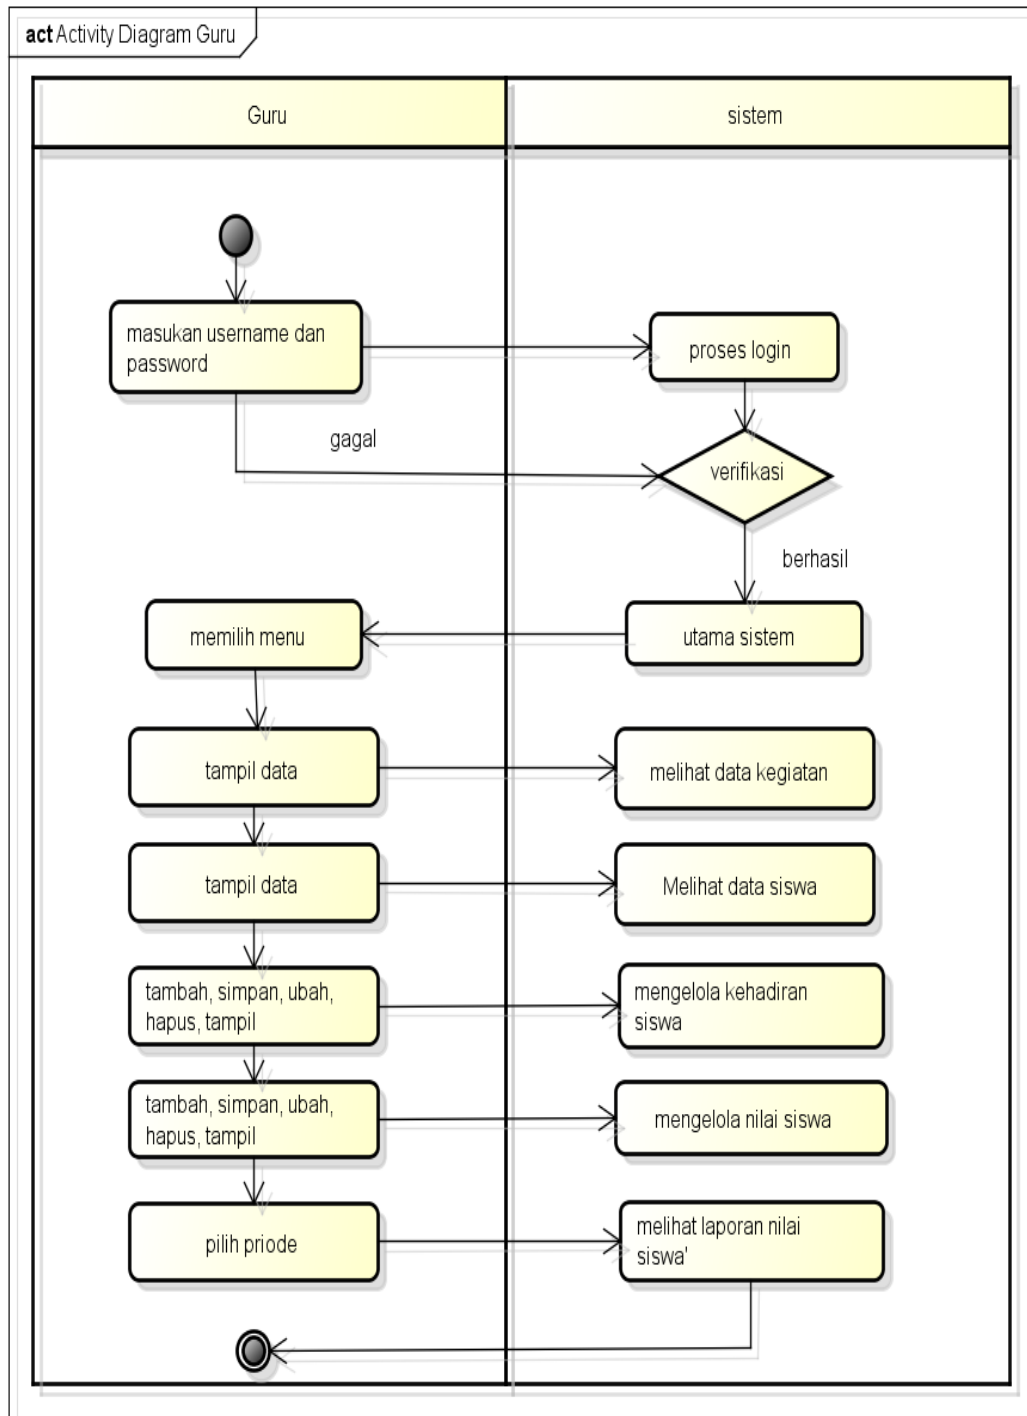 act Activity Diagram Guru
Guru
sistem
masukan username dan
password
proses login
gagal
verifikasi
berhasil
memilih menu
utama sistem
tampil data
melihat data kegiatan
tampil data
Melihat data siswa
tambah, simpan, ubah,
hapus, tampil
mengelola kehadiran
siswa
tambah, simpan, ubah,
hapus, tampil
mengelola nilai siswa
pilih priode
melihat laporan nilai
siswa'